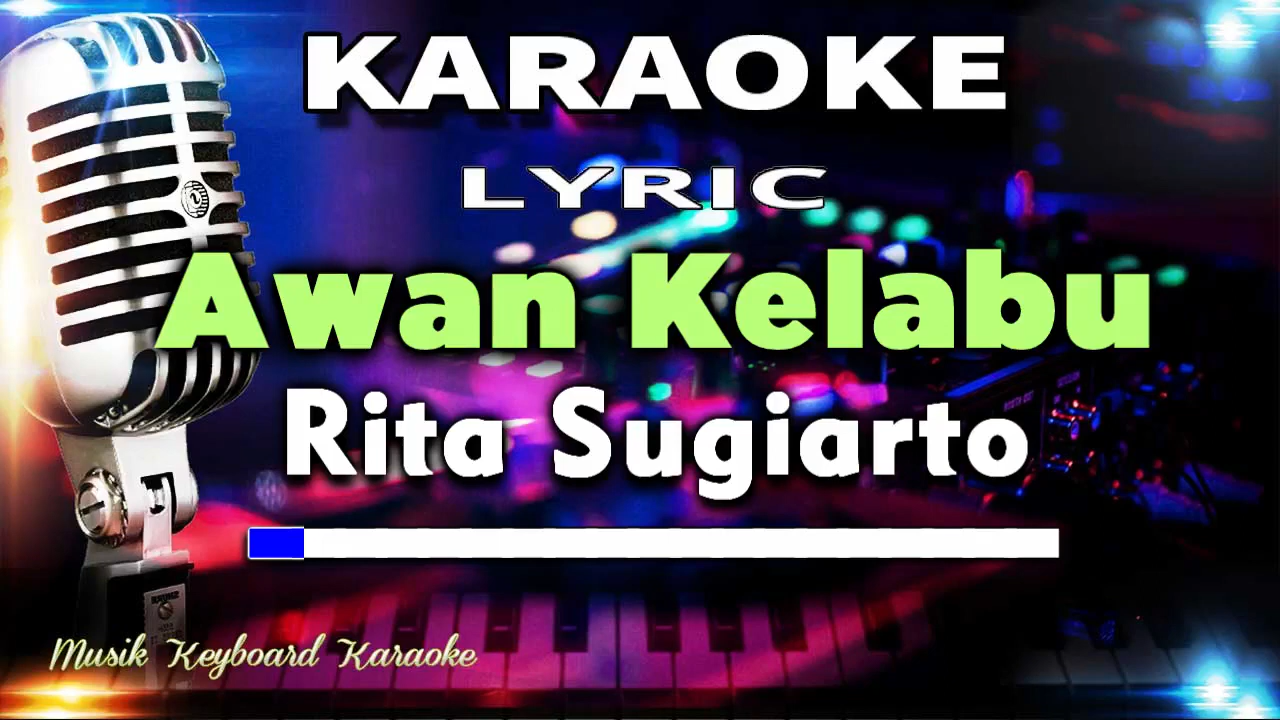 KARAOKE
LYRIC
Awan Kelabu
Rita Sugiarto
Musik Keyboard Karaoke